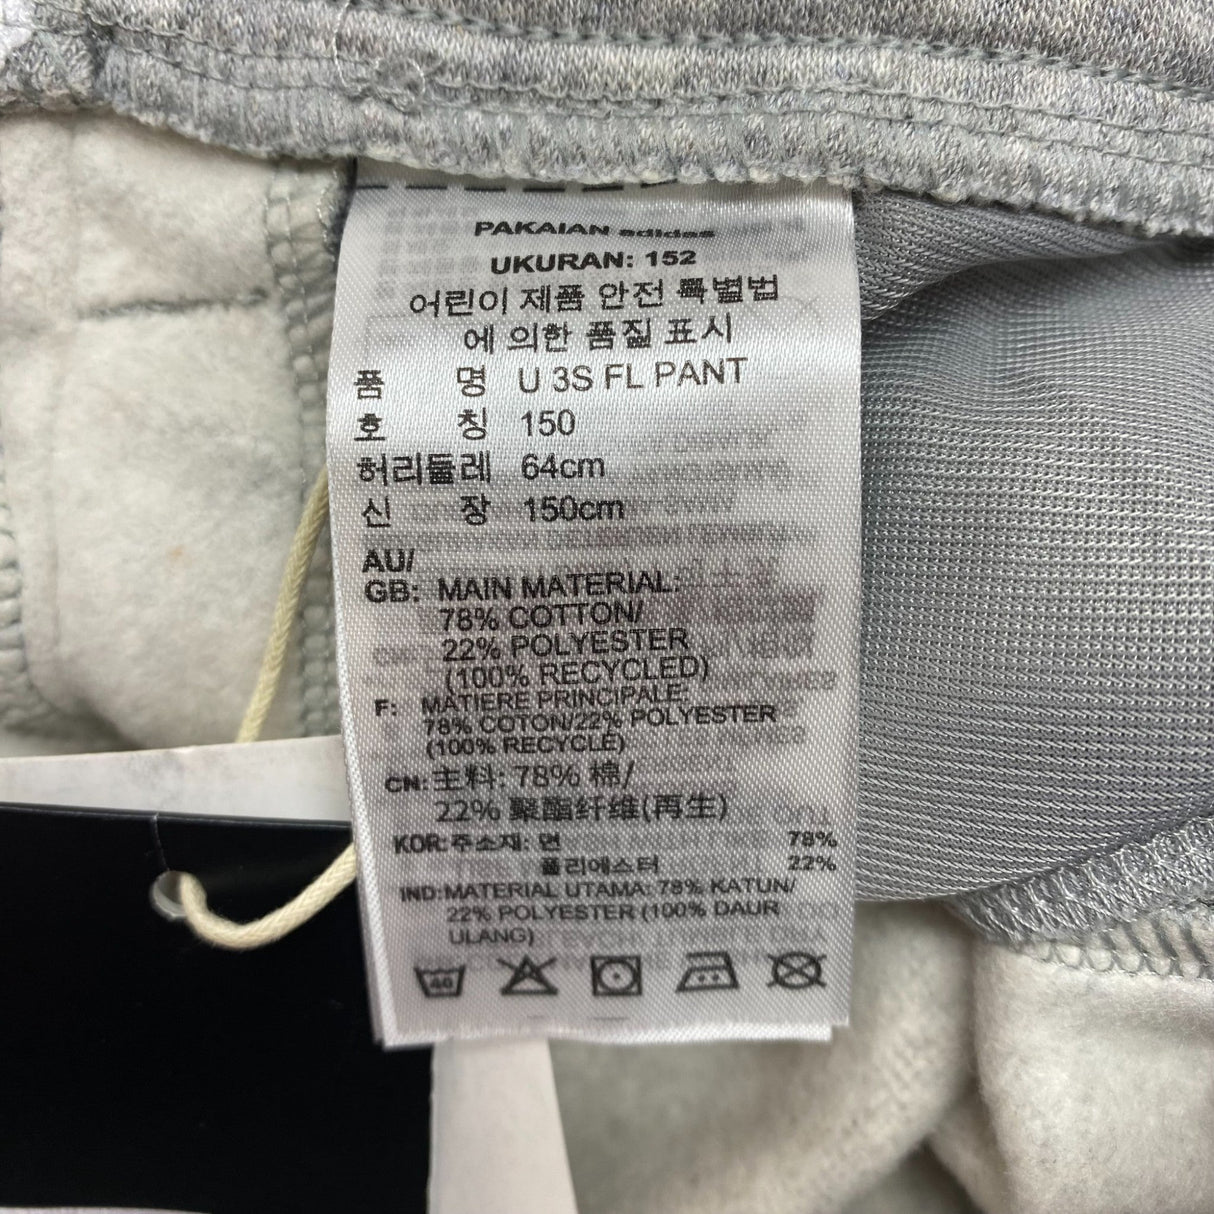 PAKAIAN adidas
UKURAN: 152
어린이 제품 안전 특별법
에 의한 품질 표시
품 명 U 3S FL PANT
호 칭 150
허리둘레 64cm
신 장 150cm
AU/
GB: MAIN MATERIAL:
78% COTTON/
22% POLYESTER
(100% RECYCLED)
F: MATIERE PRINCIPALE:
78% COTON/22% POLYESTER
(100% RECYCLÉ)
CN: 主料: 78% 棉/
22% 聚酯纤维(再生)
KOR: 주소재: 면 78%
폴리에스터 22%
IND: MATERIAL UTAMA: 78% KATUN/
22% POLYESTER (100% DAUR
ULANG)
40